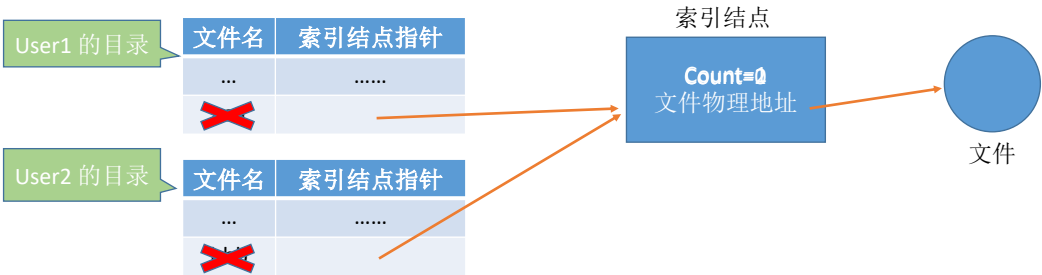 User1 的目录
文件名 索引结点指针
... ......
User2 的目录
文件名 索引结点指针
... ......
索引结点
文件物理地址
文件